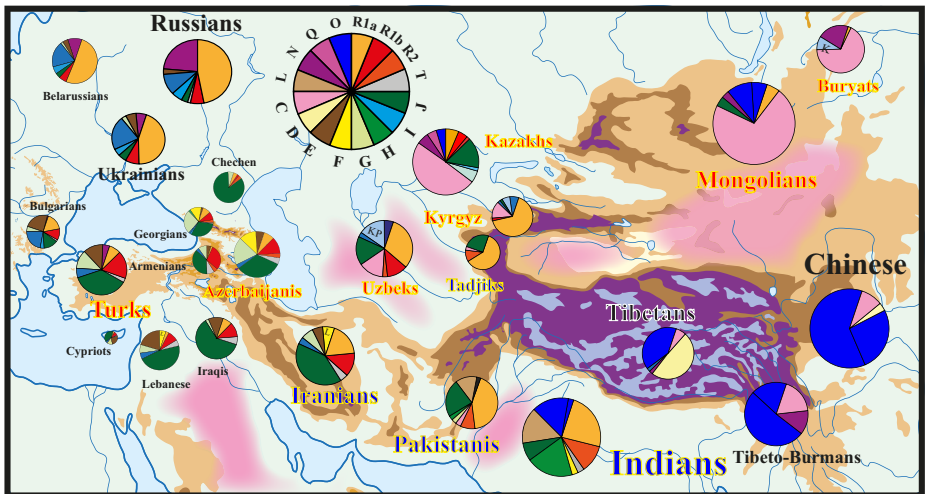 Russians
Belarussians
Ukrainians
O
R1a
R1b
R2
T
J
I
H
G
F
E
D
C
L
N
Q
K
Buryats
Kazakhs
Mongolians
Chechen
Bulgarians
Georgians
Armenians
Azerbaijanis
Turks
KP
Uzbeks
Kyrgyz
Tadjiks
Chinese
Tibetans
Cypriots
Lebanese
Iraqis
L
Iranians
Pakistanis
Indians
Tibeto-Burmans